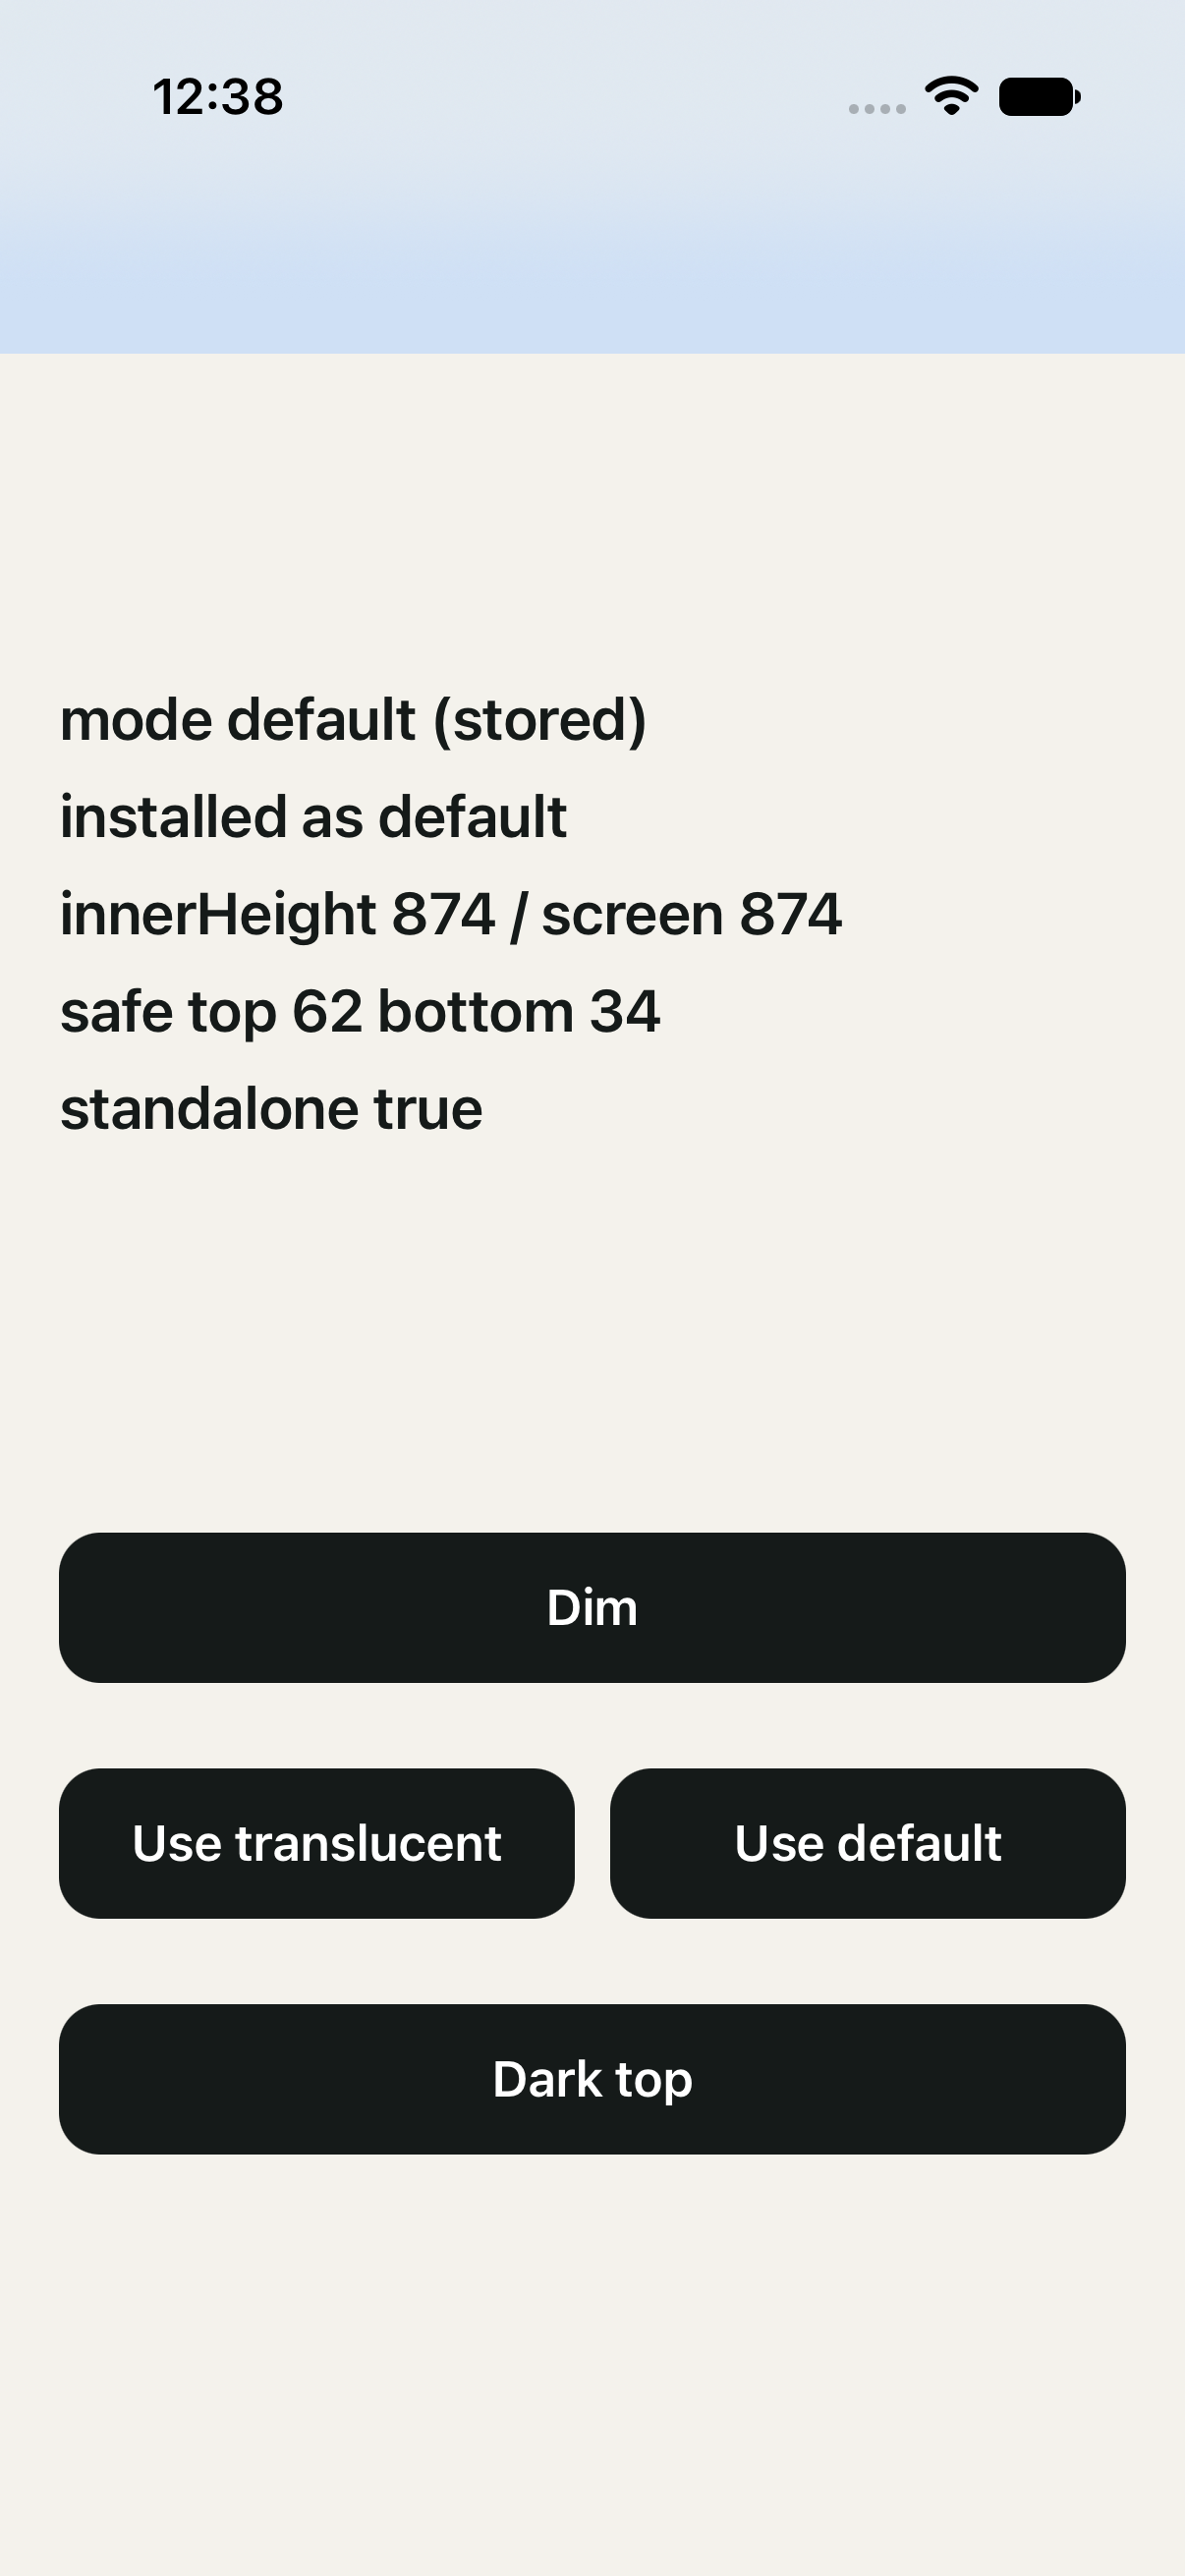 12:38
mode default (stored)
installed as default
innerHeight 874 / screen 874
safe top 62 bottom 34
standalone true
Dim
Use translucent
Use default
Dark top